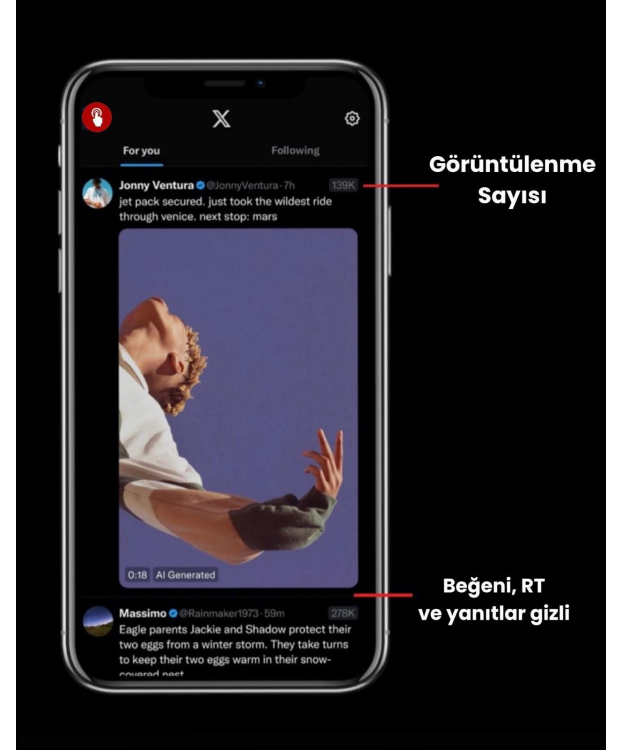 X
For you
Following
Jonny Ventura @JonnyVentura·7h
139K
jet pack secured. just took the wildest ride
through venice. next stop: mars
0:18
AI Generated
Massimo @Rainmaker1973·59m
278K
Eagle parents Jackie and Shadow protect their
two eggs from a winter storm. They take turns
to keep their two eggs warm in their snow-
covered nest
Görüntülenme
Sayısı
Beğeni, RT
ve yanıtlar gizli